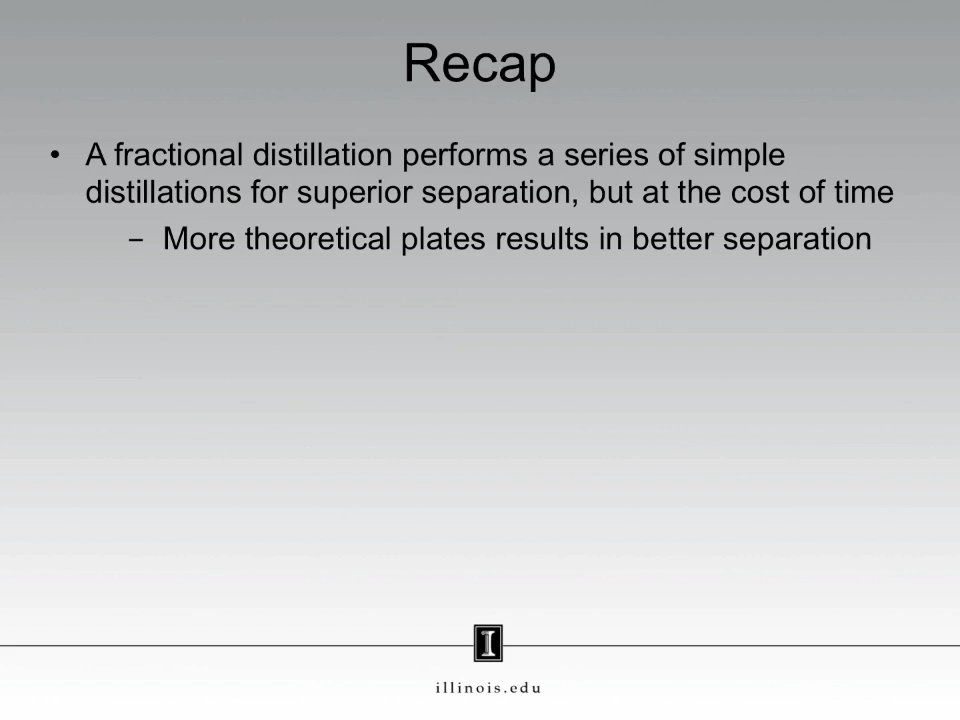 Recap
• A fractional distillation performs a series of simple
distillations for superior separation, but at the cost of time
– More theoretical plates results in better separation
I
illinois.edu